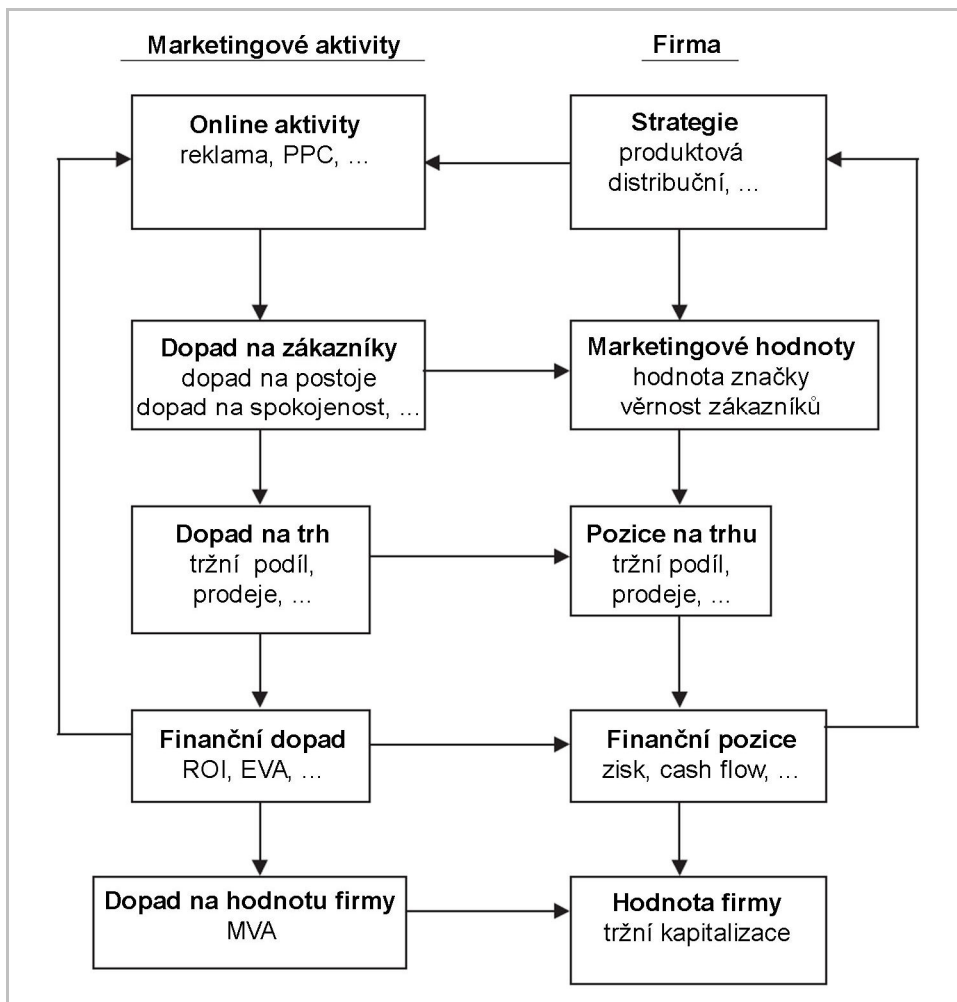 Marketingové aktivity
Firma
Online aktivity
reklama, PPC, ...
Strategie
produktová
distribuční, ...
Dopad na zákazníky
dopad na postoje
dopad na spokojenost, ...
Marketingové hodnoty
hodnota značky
věrnost zákazníků
Dopad na trh
tržní podíl,
prodeje, ...
Pozice na trhu
tržní podíl,
prodeje, ...
Finanční dopad
ROI, EVA, ...
Finanční pozice
zisk, cash flow, ...
Dopad na hodnotu firmy
MVA
Hodnota firmy
tržní kapitalizace